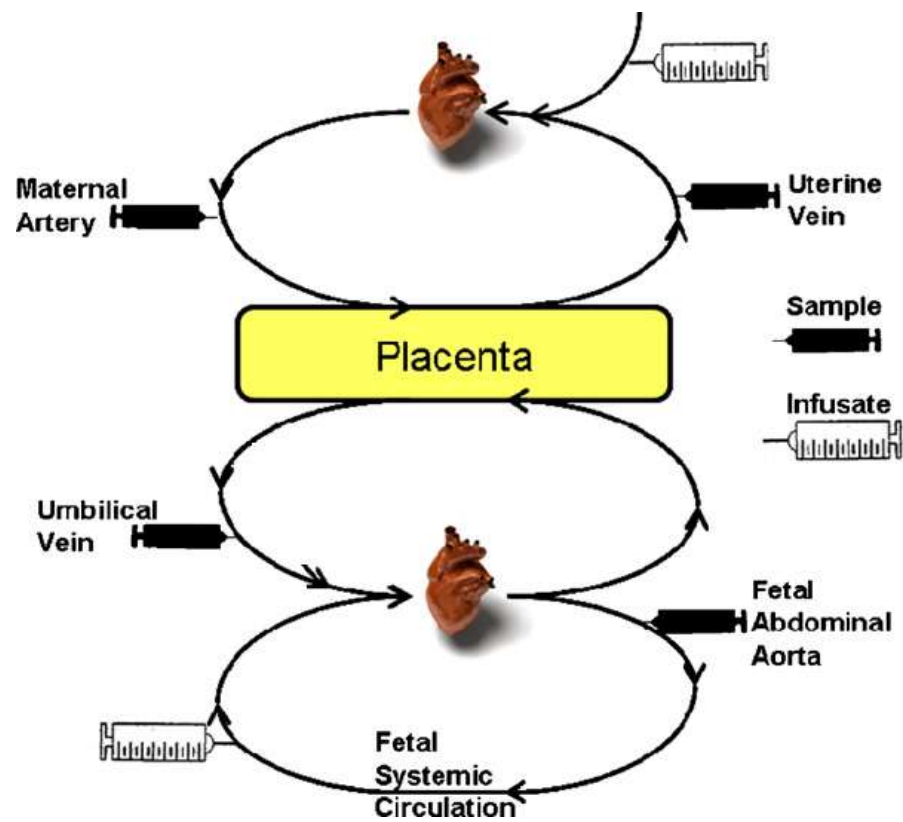 Maternal
Artery
Uterine
Vein
Sample
Placenta
Infusate
Umbilical
Vein
Fetal
Abdominal
Aorta
Fetal
Systemic
Circulation